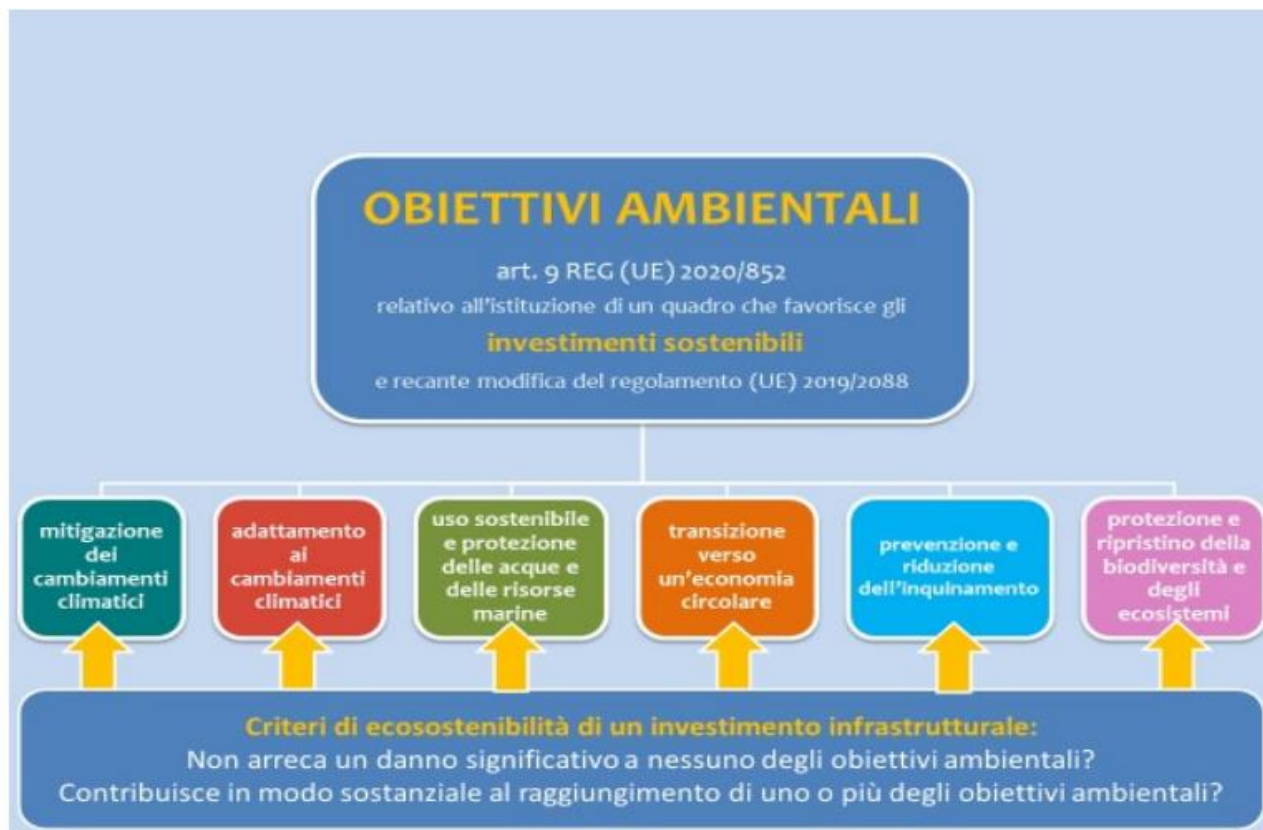 OBIETTIVI AMBIENTALI
art. 9 REG (UE) 2020/852
relativo all'istituzione di un quadro che favorisce gli
investimenti sostenibili
e recante modifica del regolamento (UE) 2019/2088
mitigazione
dei
cambiamenti
climatici
adattamento
ai
cambiamenti
climatici
uso sostenibile
e protezione
delle acque e
delle risorse
marine
transizione
verso
un'economia
circolare
prevenzione e
riduzione
dell'inquinamento
protezione e
ripristino della
biodiversità e
degli
ecosistemi
Criteri di ecosostenibilità di un investimento infrastrutturale:
Non arreca un danno significativo a nessuno degli obiettivi ambientali?
Contribuisce in modo sostanziale al raggiungimento di uno o più degli obiettivi ambientali?